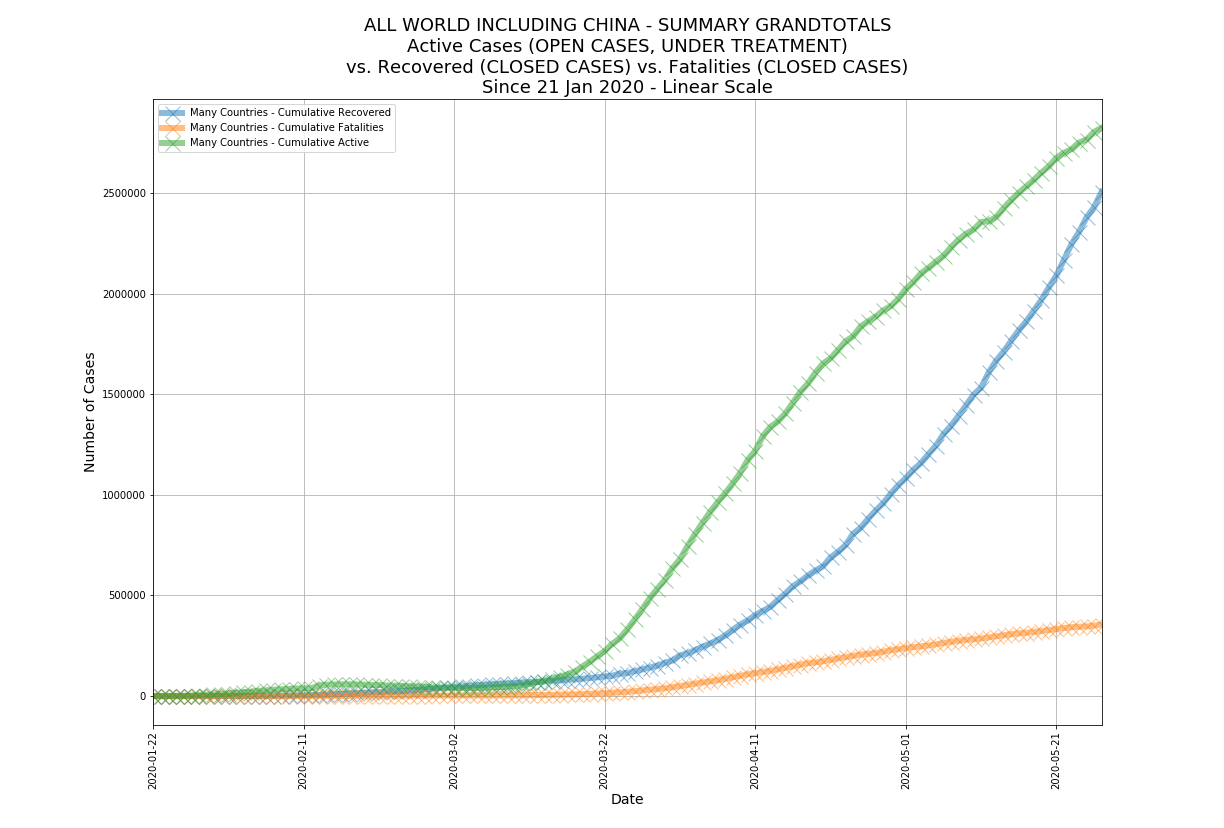 ALL WORLD INCLUDING CHINA - SUMMARY GRANDTOTALS
Active Cases (OPEN CASES, UNDER TREATMENT)
vs. Recovered (CLOSED CASES) vs. Fatalities (CLOSED CASES)
Since 21 Jan 2020 - Linear Scale
Many Countries - Cumulative Recovered
Many Countries - Cumulative Fatalities
Many Countries - Cumulative Active
2500000
2000000
1500000
1000000
500000
0
Number of Cases
2020-01-22
2020-02-11
2020-03-02
2020-03-22
2020-04-11
2020-05-01
2020-05-21
Date